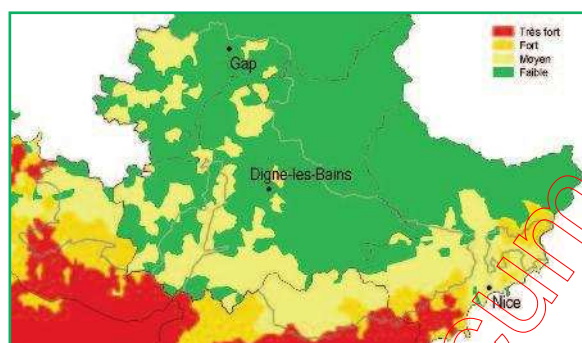 Très fort
Fort
Moyen
Faible
Gap
Digne-les-Bains
Nice